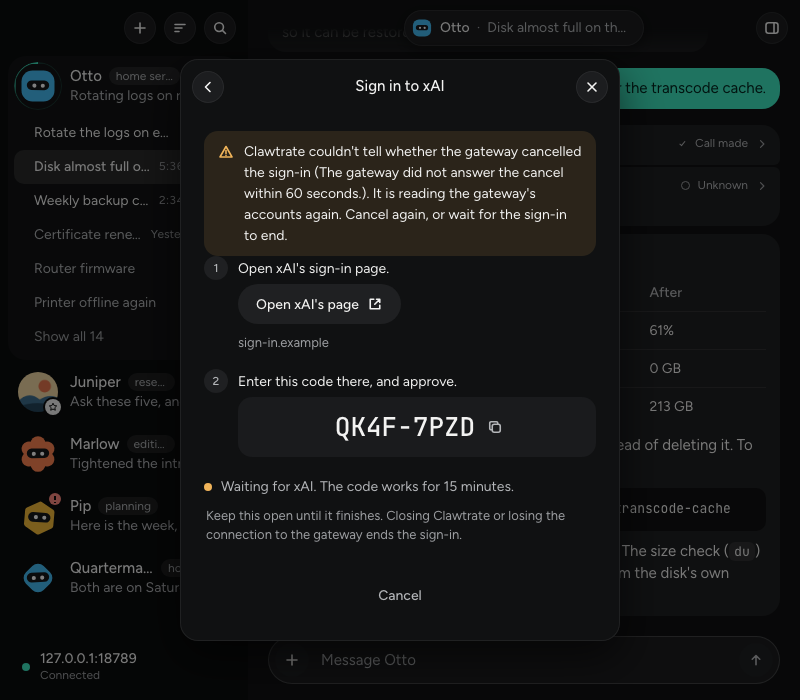 so it can be restore
Otto · Disk almost full on th...
Otto home ser...
Rotating logs on r
Rotate the logs on e...
Disk almost full o... 5:36
Weekly backup c... 2:34
Certificate rene... Yeste
Router firmware
Printer offline again
Show all 14
Juniper rese...
Ask these five, an
Marlow editi...
Tightened the intr
Pip planning
Here is the week,
Quarterma... ho
Both are on Satur
127.0.0.1:18789
Connected
Sign in to xAI
Clawtrate couldn't tell whether the gateway cancelled
the sign-in (The gateway did not answer the cancel
within 60 seconds.). It is reading the gateway's
accounts again. Cancel again, or wait for the sign-in
to end.
1 Open xAI's sign-in page.
Open xAI's page
sign-in.example
2 Enter this code there, and approve.
QK4F-7PZD
Waiting for xAI. The code works for 15 minutes.
Keep this open until it finishes. Closing Clawtrate or losing the
connection to the gateway ends the sign-in.
Cancel
the transcode cache.
Call made
Unknown
After
61%
0 GB
213 GB
ead of deleting it. To
transcode-cache
The size check (du)
m the disk's own
Message Otto